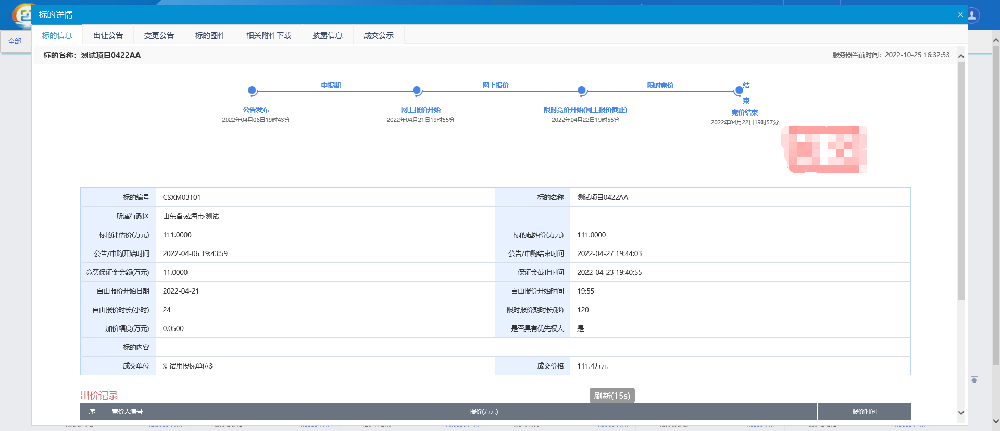 标的详情
×
全部
标的信息 出让公告 变更公告 标的图件 相关附件下载 披露信息 成交公示
标的名称：测试项目0422AA 服务器当前时间：2022-10-25 16:32:53
申报期 网上报价 限时竞价 结束
公告发布 网上报价开始 限时竞价开始(网上报价截止) 竞价结束
2022年04月06日19时43分 2022年04月21日19时55分 2022年04月22日19时55分 2022年04月22日19时57分
标的编号 CSXM03101 标的名称 测试项目0422AA
所属行政区 山东省·威海市·测试
标的评估价(万元) 111.0000 标的起始价(万元) 111.0000
公告/申购开始时间 2022-04-06 19:43:59 公告/申购结束时间 2022-04-27 19:44:03
竞买保证金金额(万元) 11.0000 保证金截止时间 2022-04-23 19:40:55
自由报价开始日期 2022-04-21 自由报价开始时间 19:55
自由报价时长(小时) 24 限时报价期时长(秒) 120
加价幅度(万元) 0.0500 是否具有优先权人 是
标的内容
成交单位 测试用投标单位3 成交价格 111.4万元
出价记录 刷新(15s)
序 竞价人编号 报价(万元) 报价时间